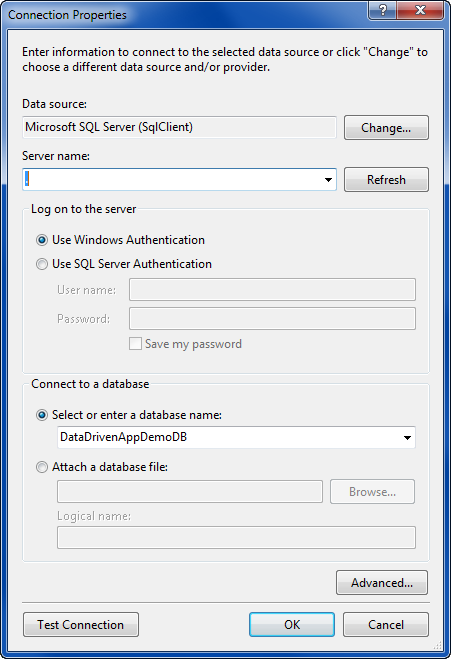 Connection Properties
?
Enter information to connect to the selected data source or click "Change" to
choose a different data source and/or provider.
Data source:
Microsoft SQL Server (SqlClient)
Change...
Server name:
.
Refresh
Log on to the server
Use Windows Authentication
Use SQL Server Authentication
User name:
Password:
Save my password
Connect to a database
Select or enter a database name:
DataDrivenAppDemoDB
Attach a database file:
Browse...
Logical name:
Advanced...
Test Connection
OK
Cancel